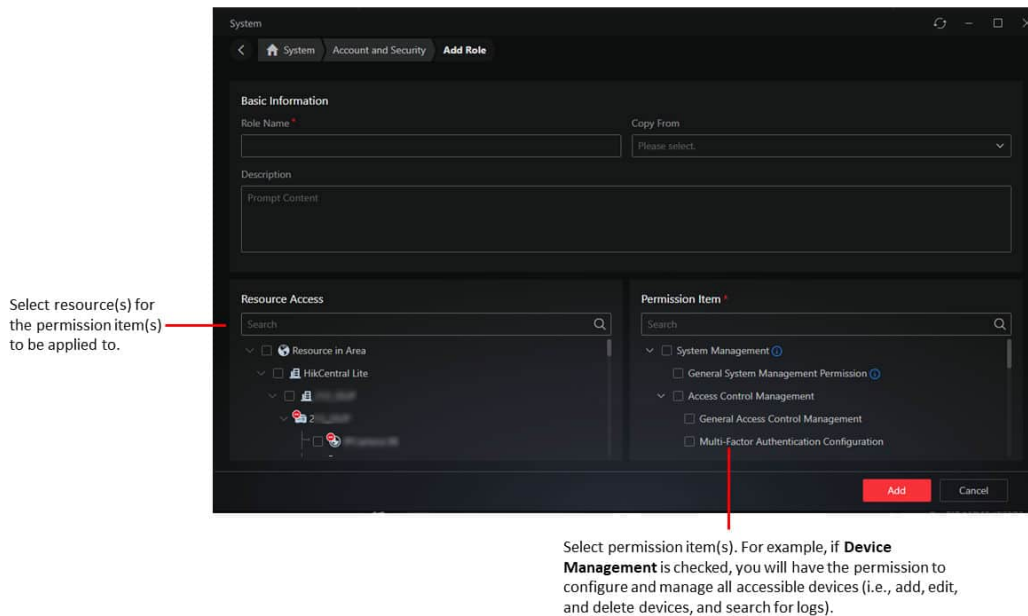 System
System
Account and Security
Add Role
Basic Information
Role Name *
Copy From
Please select.
Description
Prompt Content
Select resource(s) for
the permission item(s)
to be applied to.
Resource Access
Search
Resource in Area
HikCentral Lite
2
Permission Item *
Search
System Management
General System Management Permission
Access Control Management
General Access Control Management
Multi-Factor Authentication Configuration
Add
Cancel
Select permission item(s). For example, if Device
Management is checked, you will have the permission to
configure and manage all accessible devices (i.e., add, edit,
and delete devices, and search for logs).